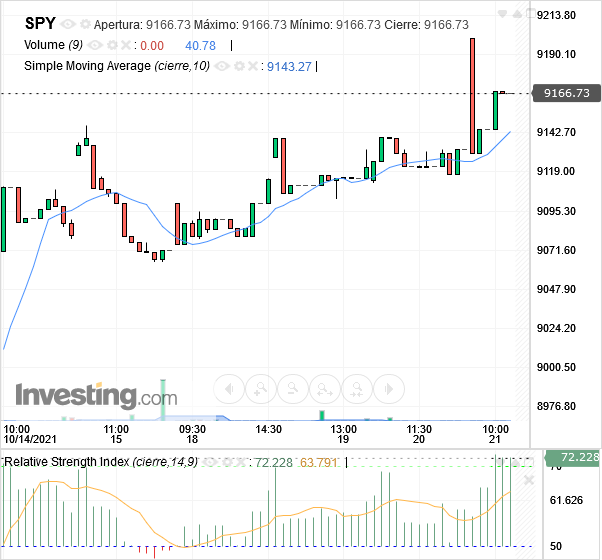 SPY Apertura: 9166.73 Máximo: 9166.73 Mínimo: 9166.73 Cierre: 9166.73
Volume (9) : 0.00 40.78
Simple Moving Average (cierre,10) : 9143.27
9213.80
9190.10
9166.73
9142.70
9119.00
9095.30
9071.60
9047.90
9024.20
9000.50
8976.80
Investing.com
10:00 11:00 09:30 14:30 13:00 11:30 10:00
10/14/2021 15 18 19 20 21
Relative Strength Index (cierre,14,9) : 72.228 63.791
72.228
70
61.626
50